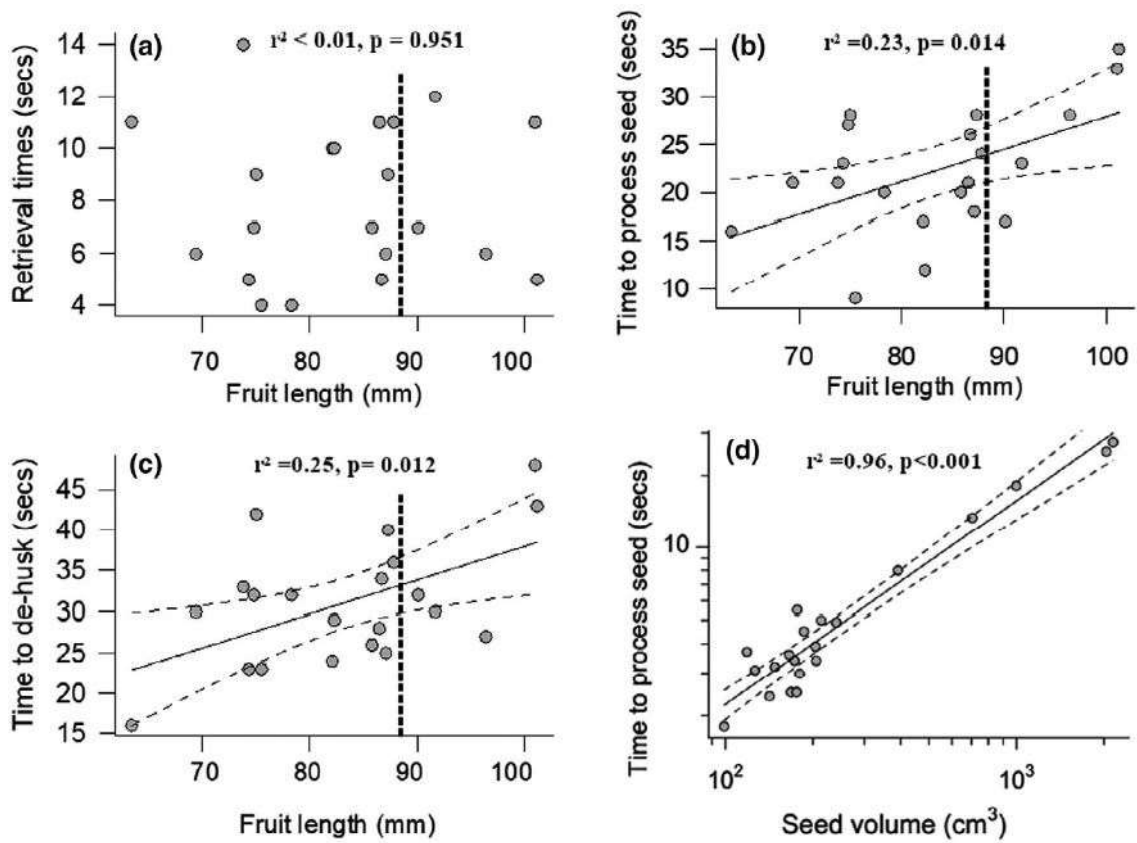 (a)
r² < 0.01, p = 0.951
Retrieval times (secs)
14
12
10
8
6
4
70 80 90 100
Fruit length (mm)
(b)
r² =0.23, p= 0.014
Time to process seed (secs)
35
30
25
20
15
10
70 80 90 100
Fruit length (mm)
(c)
r² =0.25, p= 0.012
Time to de-husk (secs)
45
40
35
30
25
20
15
70 80 90 100
Fruit length (mm)
(d)
r² =0.96, p<0.001
Time to process seed (secs)
10
10² 10³
Seed volume (cm³)